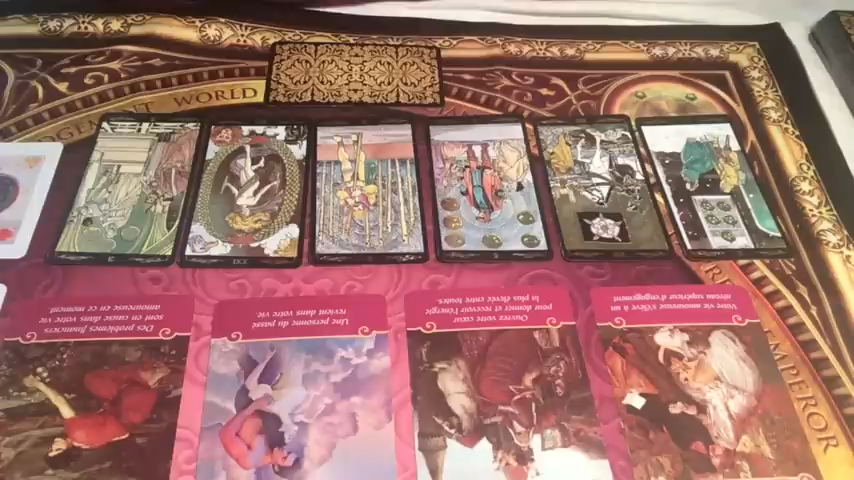 JUDGEMENT WORLD
EMPEROR
XXI
Des problèmes financiers
sont en cause dans votre vie
amoureuse en ce moment
Une personne du passé
revient dans votre vie
Ouvrez votre cœur
pour donner et recevoir l'énergie
la plus élevée entre toutes.
Votre vie amoureuse s'élève à un
niveau supérieur d'engagement